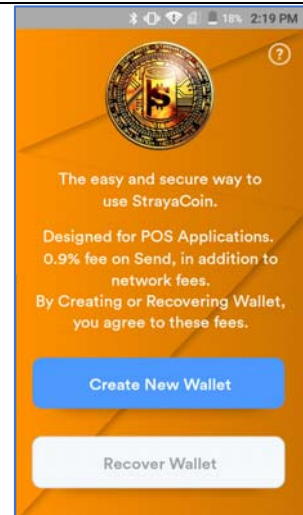 18% 2:19 PM
?
The easy and secure way to
use StrayaCoin.
Designed for POS Applications.
0.9% fee on Send, in addition to
network fees.
By Creating or Recovering Wallet,
you agree to these fees.
Create New Wallet
Recover Wallet